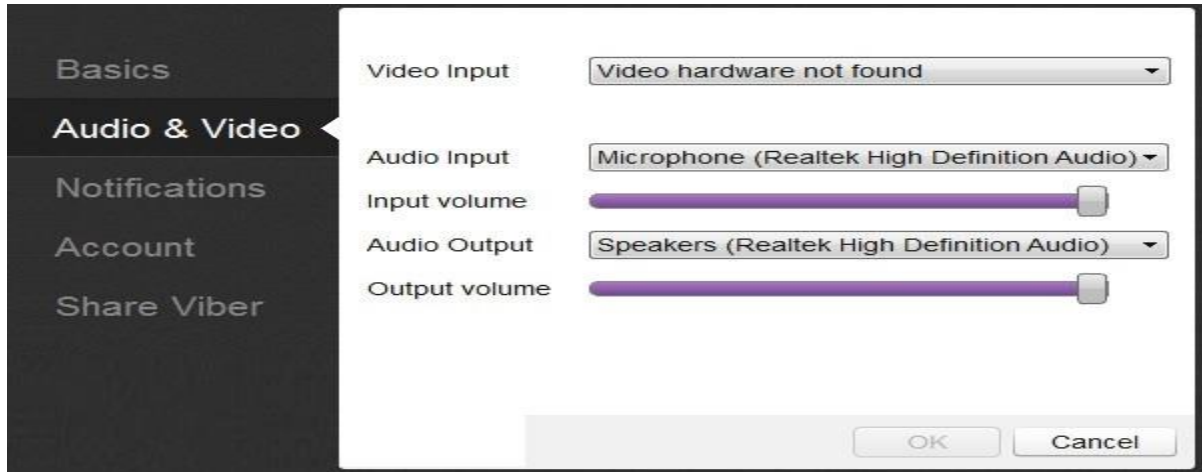 Basics
Audio & Video
Notifications
Account
Share Viber
Video Input
Video hardware not found
Audio Input
Microphone (Realtek High Definition Audio)
Input volume
Audio Output
Speakers (Realtek High Definition Audio)
Output volume
OK
Cancel